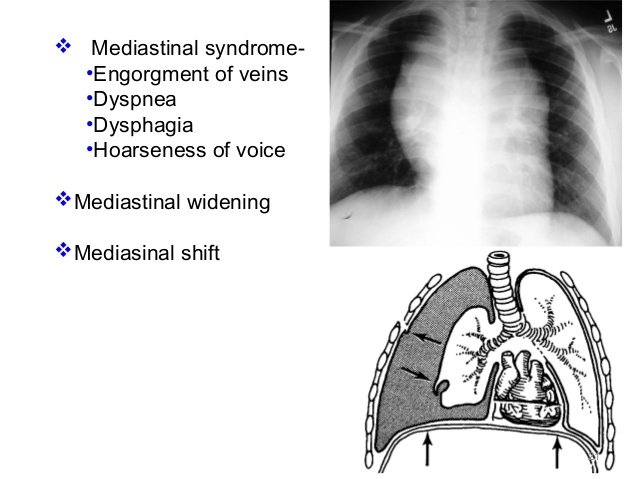 ❖ Mediastinal syndrome-
•Engorgment of veins
•Dyspnea
•Dysphagia
•Hoarseness of voice
❖Mediastinal widening
❖Mediasinal shift